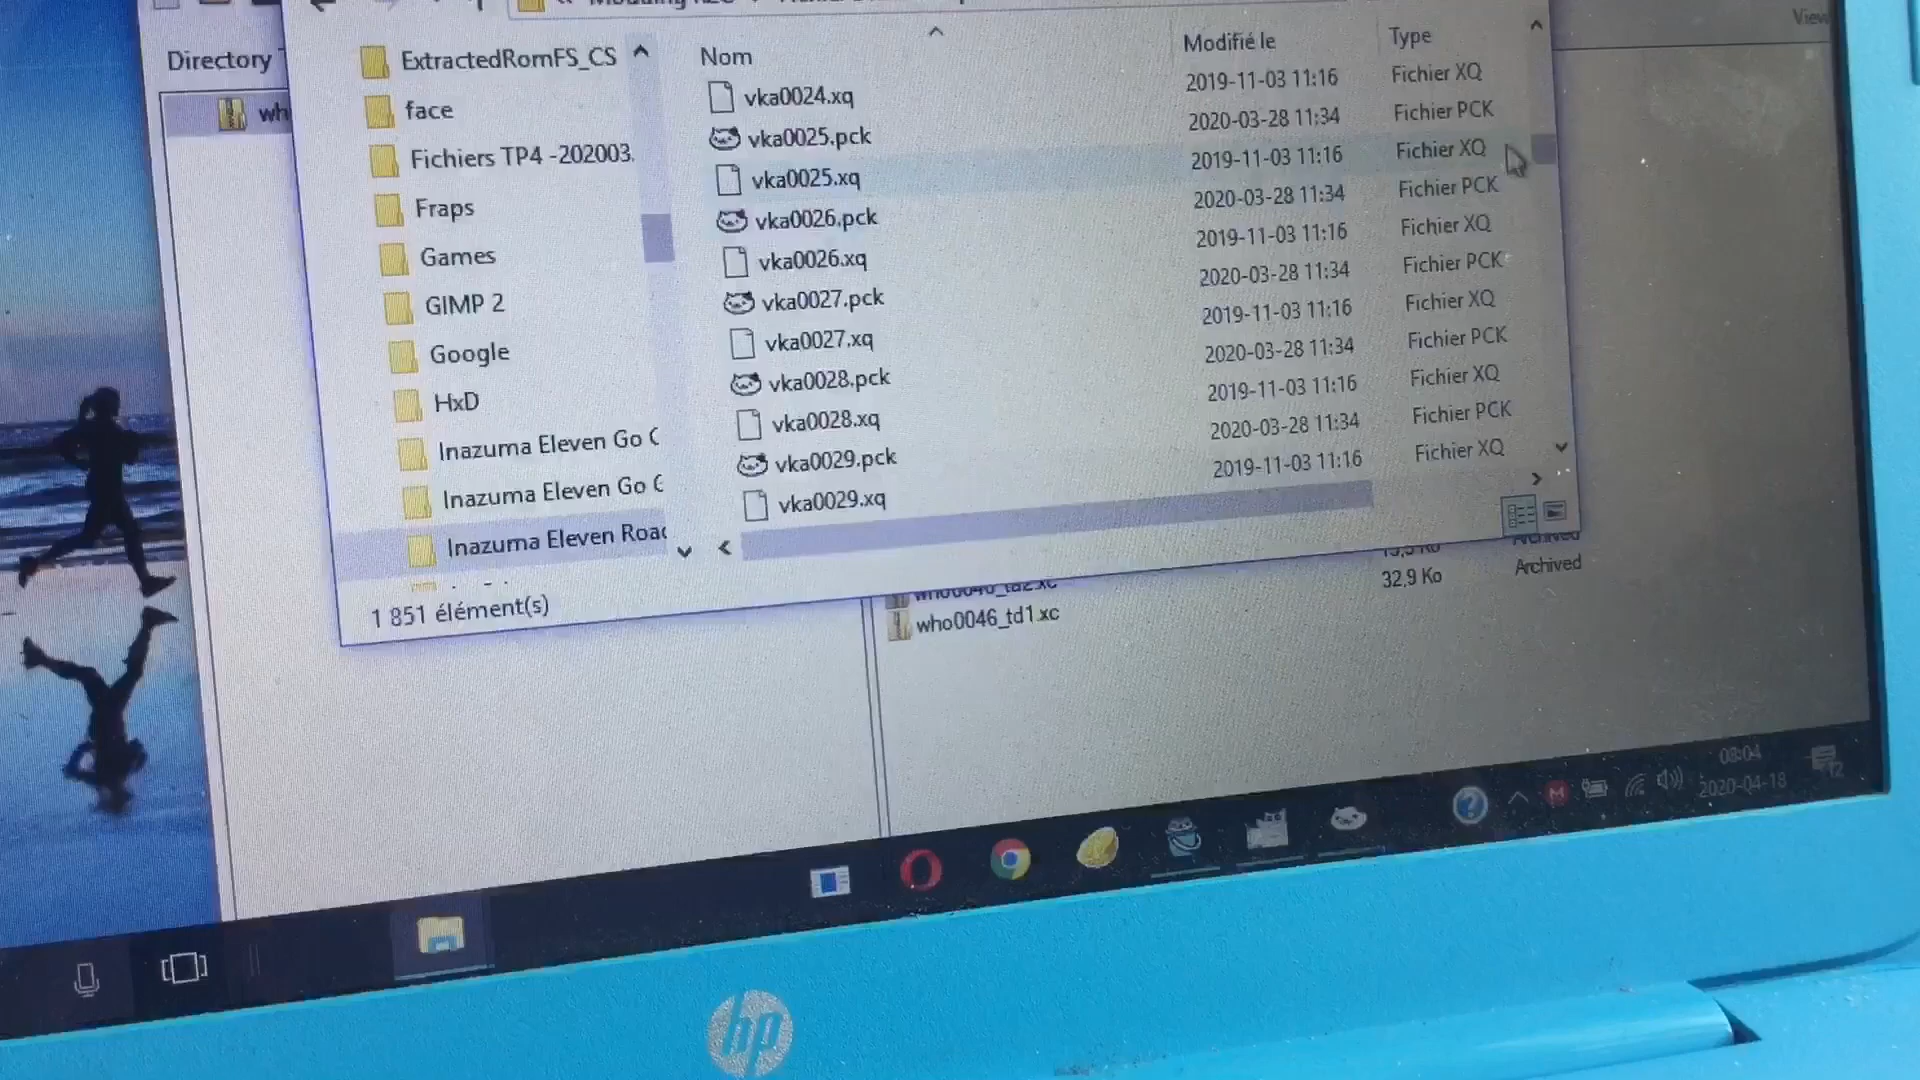 View
Directory
wh
ExtractedRomFS_CS
face
Fichiers TP4 -202003.
Fraps
Games
GIMP 2
Google
HxD
Inazuma Eleven Go C
Inazuma Eleven Go
Inazuma Eleven Road
1 851 élément(s)
Nom Modifié le Type
vka0024.xq 2019-11-03 11:16 Fichier XQ
vka0025.pck 2020-03-28 11:34 Fichier PCK
vka0025.xq 2019-11-03 11:16 Fichier XQ
vka0026.pck 2020-03-28 11:34 Fichier PCK
vka0026.xq 2019-11-03 11:16 Fichier XQ
vka0027.pck 2020-03-28 11:34 Fichier PCK
vka0027.xq 2019-11-03 11:16 Fichier XQ
vka0028.pck 2020-03-28 11:34 Fichier PCK
vka0028.xq 2019-11-03 11:16 Fichier XQ
vka0029.pck 2020-03-28 11:34 Fichier PCK
vka0029.xq 2019-11-03 11:16 Fichier XQ
32,9 Ko Archived
who0046_td1.xc
08:04
2020-04-18
12
hp